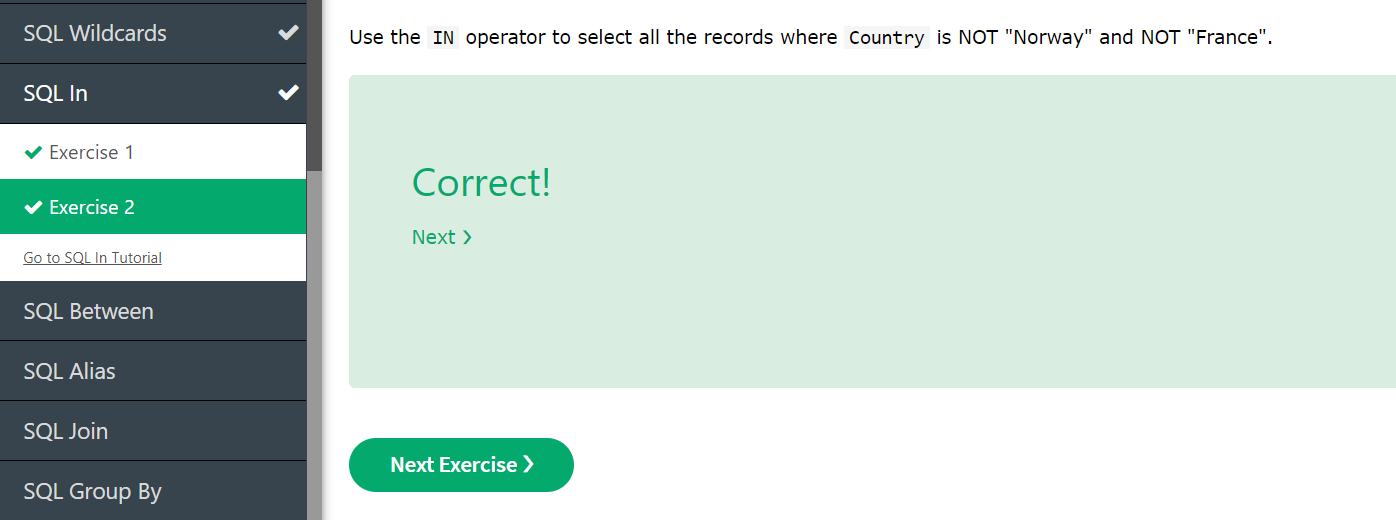 SQL Wildcards
SQL In
Exercise 1
Exercise 2
Go to SQL In Tutorial
SQL Between
SQL Alias
SQL Join
SQL Group By
Use the IN operator to select all the records where Country is NOT "Norway" and NOT "France".
Correct!
Next ❯
Next Exercise ❯